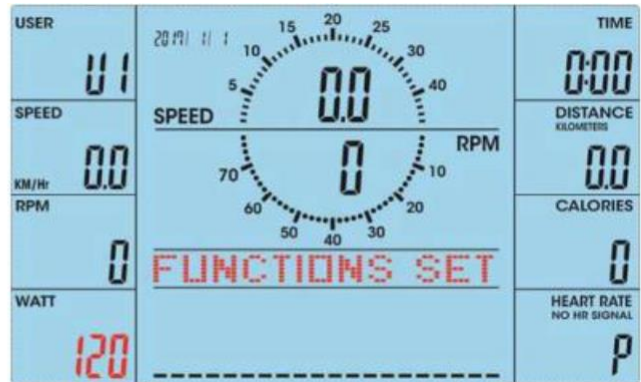 USER
U1
SPEED
KM/Hr 0.0
RPM
0
WATT
120
2019/ 1/ 1
5 10 15 20 25 30 40
0.0
SPEED
RPM
0
70 60 50 40 30 20 10
FUNCTIONS SET
TIME
0:00
DISTANCE
KILOMETERS
0.0
CALORIES
0
HEART RATE
NO HR SIGNAL
P